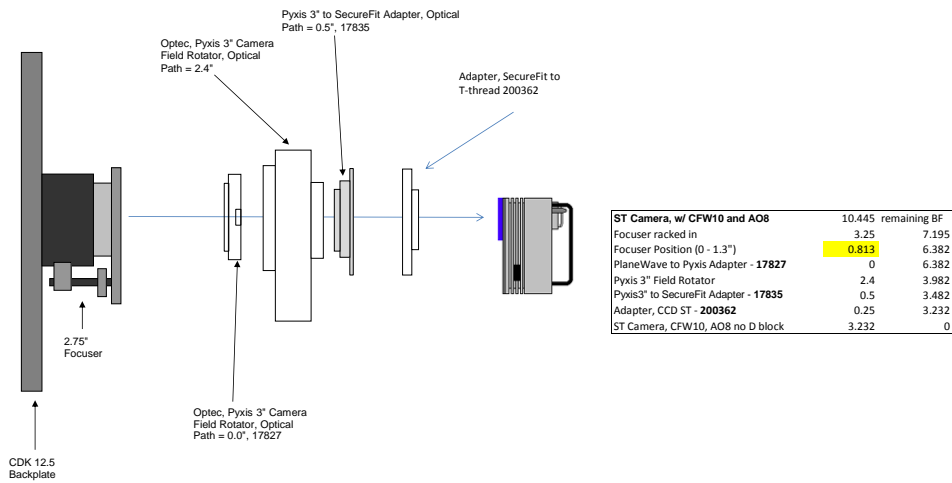 Pyxis 3" to SecureFit Adapter, Optical
Path = 0.5", 17835
Optec, Pyxis 3" Camera
Field Rotator, Optical
Path = 2.4"
Adapter, SecureFit to
T-thread 200362
2.75"
Focuser
Optec, Pyxis 3" Camera
Field Rotator, Optical
Path = 0.0", 17827
CDK 12.5
Backplate
ST Camera, w/ CFW10 and AO8 10.445 remaining BF
Focuser racked in 3.25 7.195
Focuser Position (0 - 1.3") 0.813 6.382
PlaneWave to Pyxis Adapter - 17827 0 6.382
Pyxis 3" Field Rotator 2.4 3.982
Pyxis3" to SecureFit Adapter - 17835 0.5 3.482
Adapter, CCD ST - 200362 0.25 3.232
ST Camera, CFW10, AO8 no D block 3.232 0